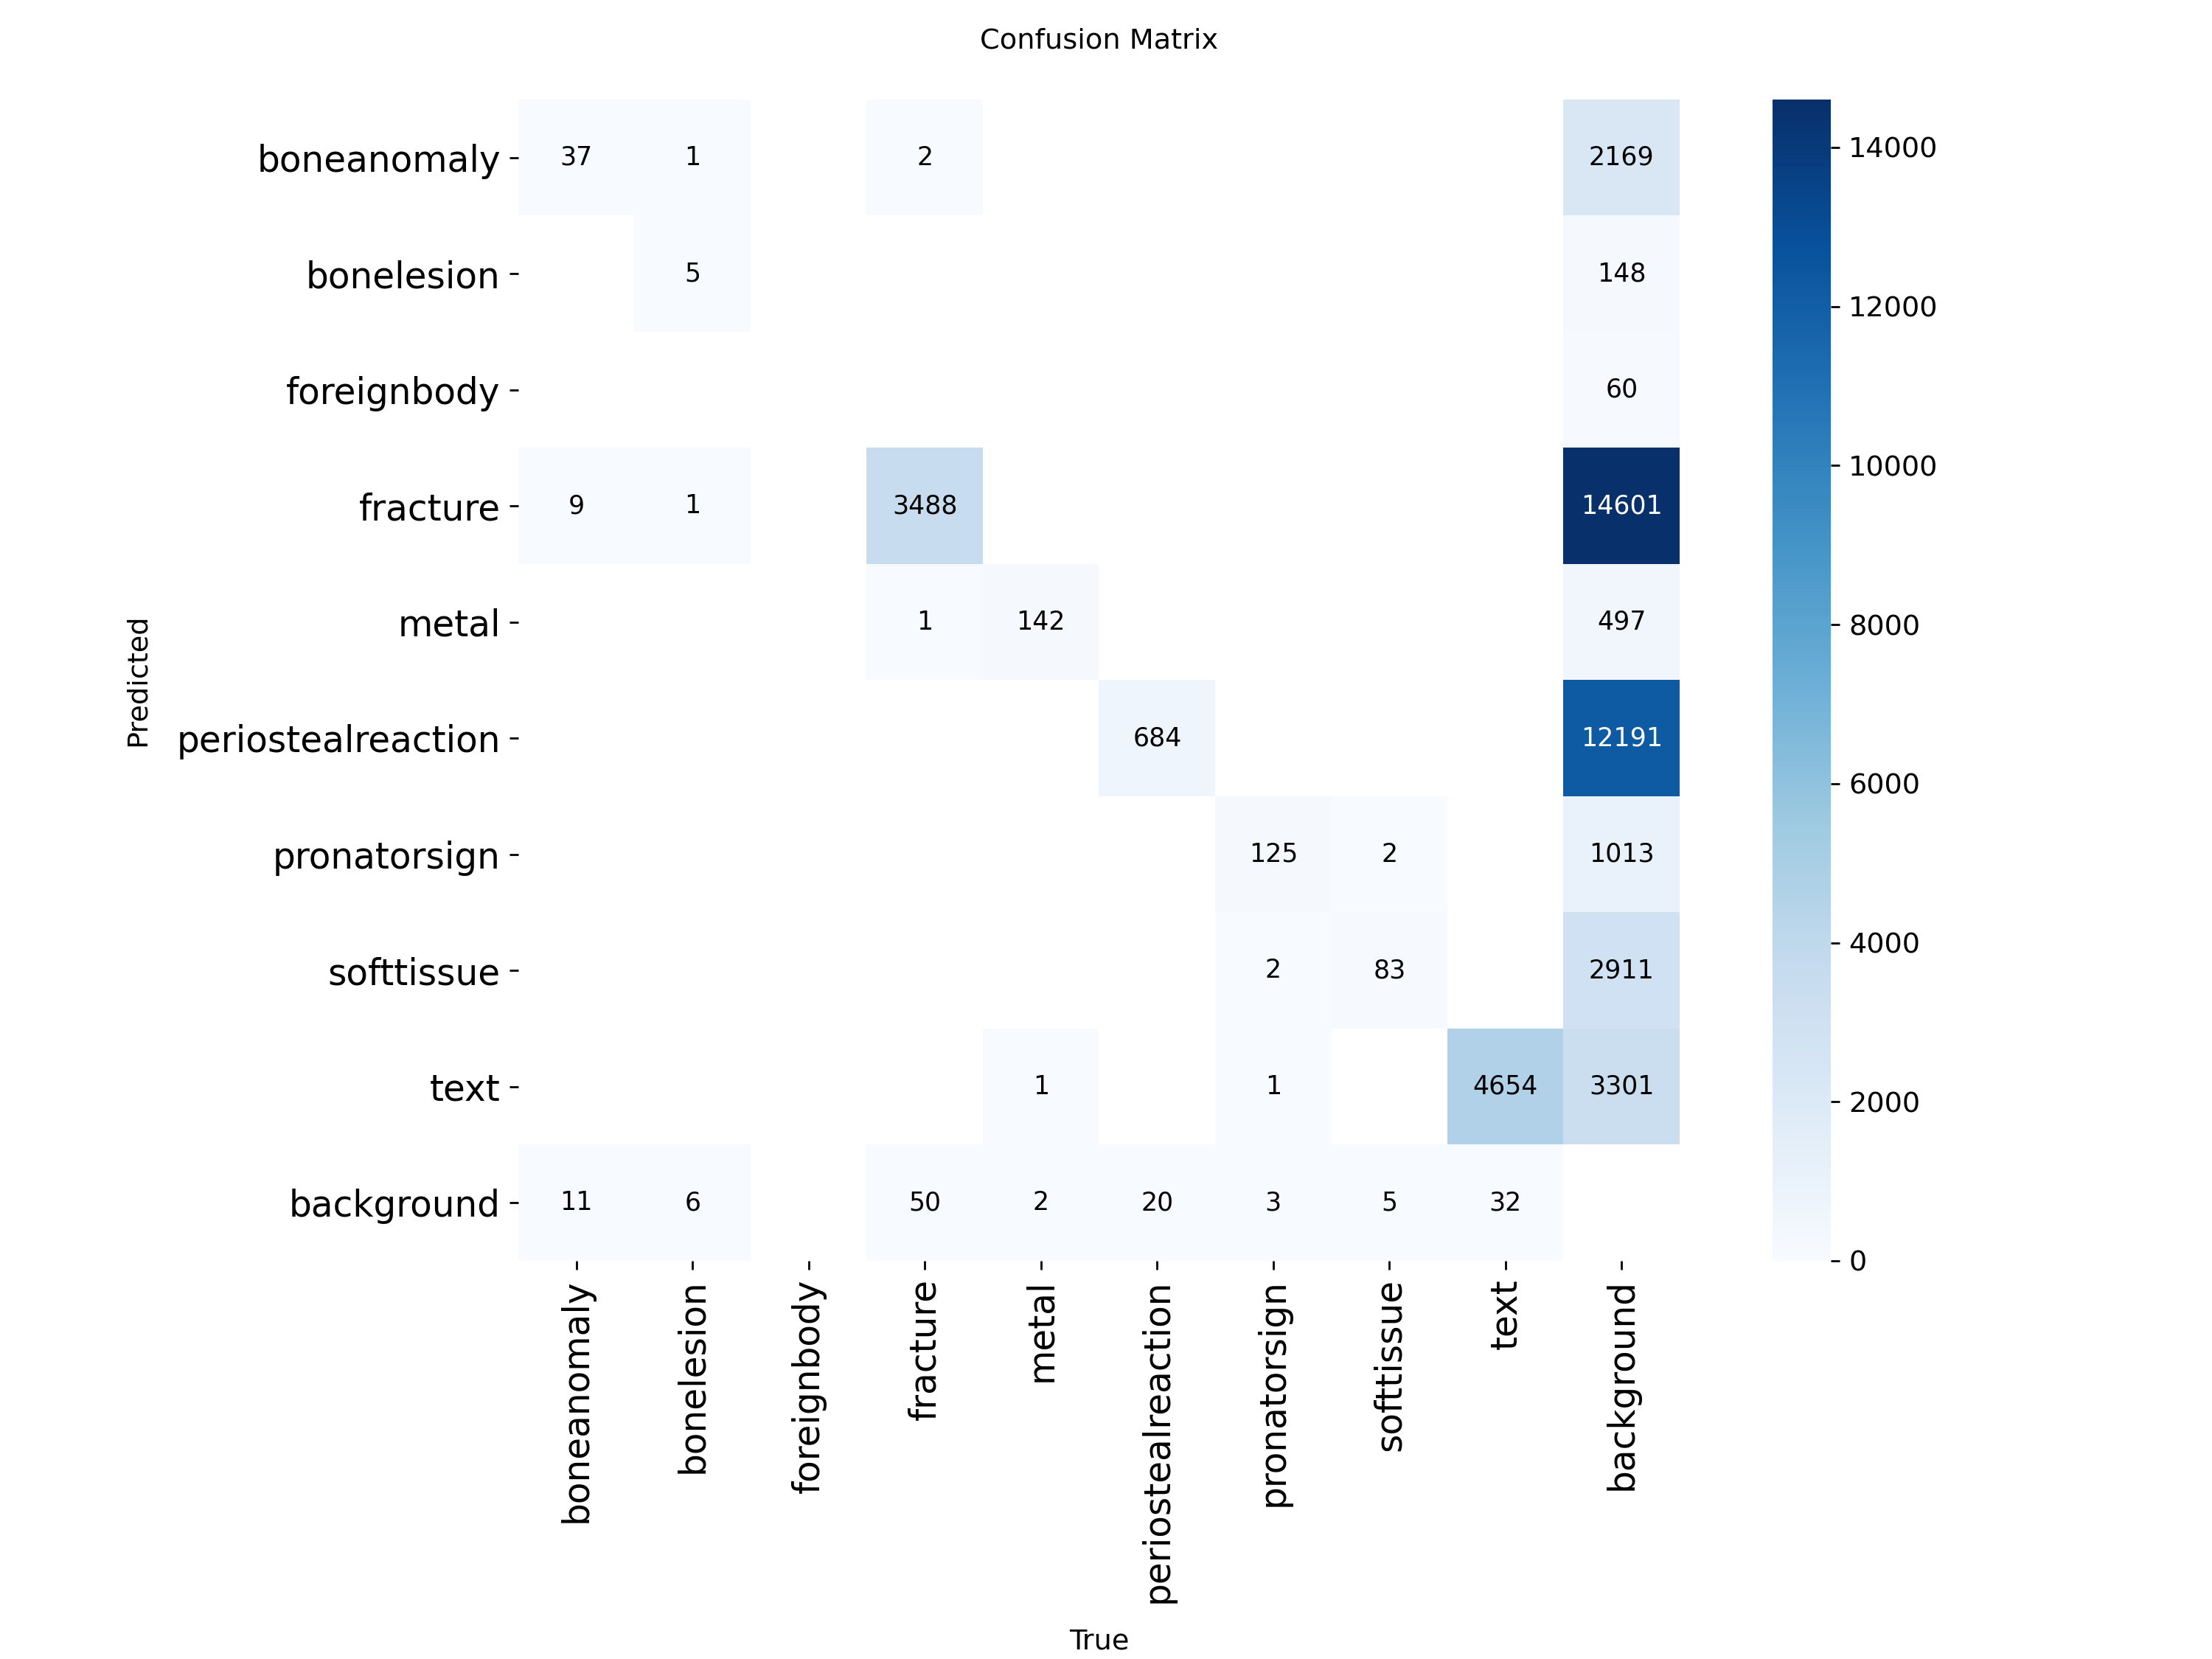 Confusion Matrix
boneanomaly 37 1 2 2169
bonelesion 5 148
foreignbody 60
fracture 9 1 3488 14601
metal 1 142 497
periostealreaction 684 12191
pronatorsign 125 2 1013
softtissue 2 83 2911
text 1 1 4654 3301
background 11 6 50 2 20 3 5 32
Predicted
boneanomaly
bonelesion
foreignbody
fracture
metal
periostealreaction
pronatorsign
softtissue
text
background
True
14000
12000
10000
8000
6000
4000
2000
0